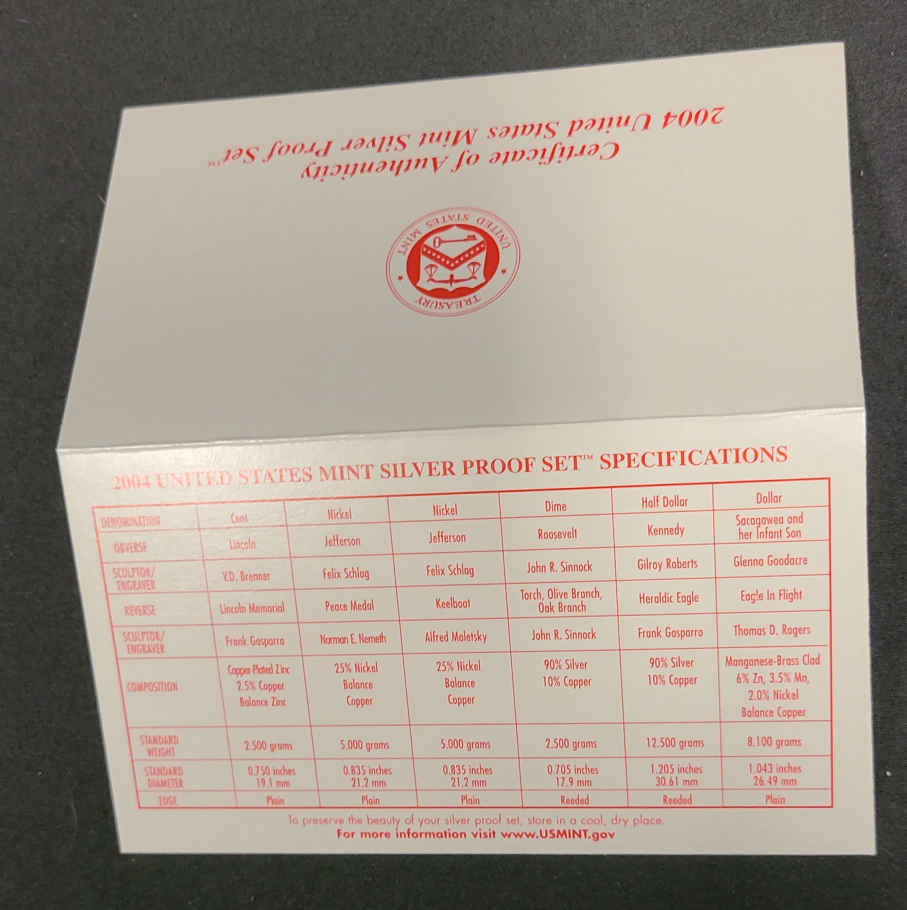 2004 United States Mint Silver Proof Set™
Certificate of Authenticity
UNITED STATES MINT
TREASURY
2004 UNITED STATES MINT SILVER PROOF SET™ SPECIFICATIONS
DENOMINATION Cent Nickel Nickel Dime Half Dollar Dollar
OBVERSE Lincoln Jefferson Jefferson Roosevelt Kennedy Sacagawea and
her Infant Son
SCULPTOR/ V.D. Brenner Felix Schlag Felix Schlag John R. Sinnock Gilroy Roberts Glenna Goodacre
ENGRAVER
REVERSE Lincoln Memorial Peace Medal Keelboat Torch, Olive Branch, Heraldic Eagle Eagle In Flight
Oak Branch
SCULPTOR/ Frank Gasparro Norman E. Nemeth Alfred Maletsky John R. Sinnock Frank Gasparro Thomas D. Rogers
ENGRAVER
COMPOSITION Copper Plated Zinc 25% Nickel 25% Nickel 90% Silver 90% Silver Manganese-Brass Clad
2.5% Copper Balance Balance 10% Copper 10% Copper 6% Zn, 3.5% Mn,
Balance Zinc Copper Copper 2.0% Nickel
Balance Copper
STANDARD 2.500 grams 5.000 grams 5.000 grams 2.500 grams 12.500 grams 8.100 grams
WEIGHT
STANDARD 0.750 inches 0.835 inches 0.835 inches 0.705 inches 1.205 inches 1.043 inches
DIAMETER 19.1 mm 21.2 mm 21.2 mm 17.9 mm 30.61 mm 26.49 mm
EDGE Plain Plain Plain Reeded Reeded Plain
To preserve the beauty of your silver proof set, store in a cool, dry place.
For more information visit www.USMINT.gov